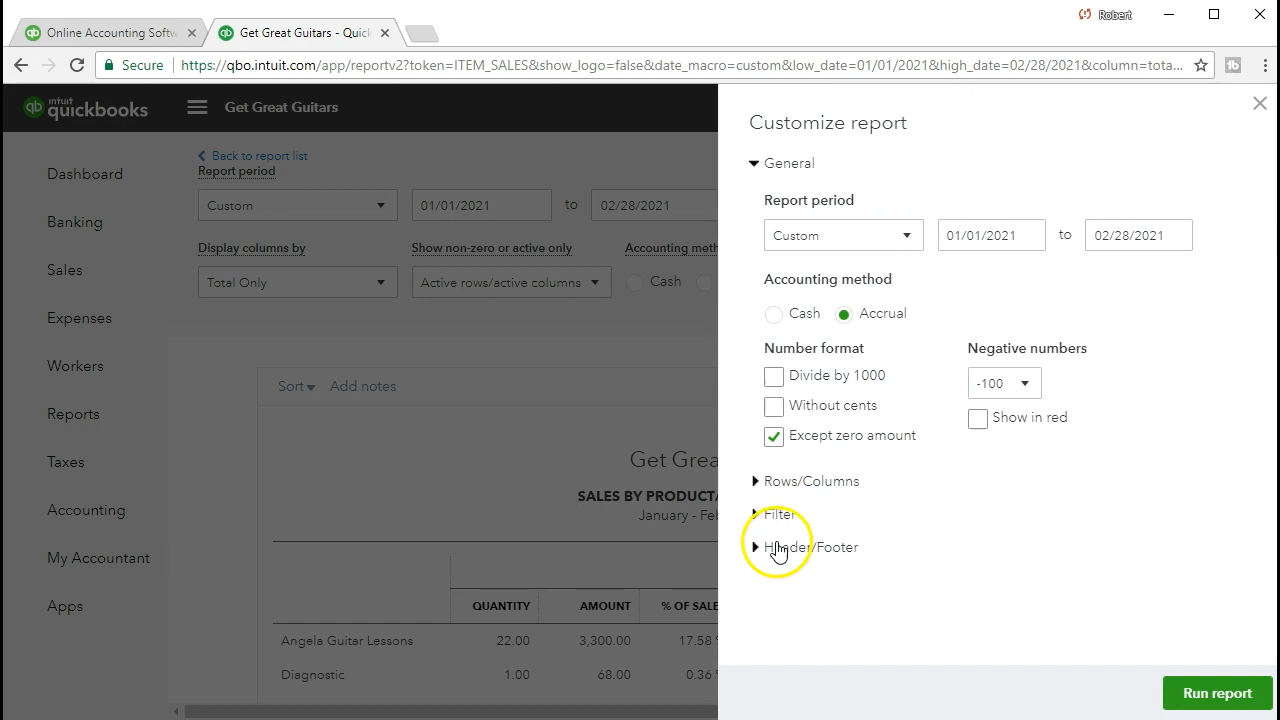 Robert
Online Accounting Softw
Get Great Guitars - Quick
Secure
https://qbo.intuit.com/app/reportv2?token=ITEM_SALES&show_logo=false&date_macro=custom&low_date=01/01/2021&high_date=02/28/2021&column=tota...
intuit
quickbooks
Get Great Guitars
Dashboard
Banking
Sales
Expenses
Workers
Reports
Taxes
Accounting
My Accountant
Apps
Back to report list
Report period
Custom 01/01/2021 to 02/28/2021
Display columns by Show non-zero or active only Accounting meth
Total Only Active rows/active columns Cash
Sort Add notes
Get Grea
SALES BY PRODUCT/
January - Feb
QUANTITY AMOUNT % OF SALE
Angela Guitar Lessons 22.00 3,300.00 17.58
Diagnostic 1.00 68.00 0.36
Customize report
General
Report period
Custom 01/01/2021 to 02/28/2021
Accounting method
Cash Accrual
Number format Negative numbers
Divide by 1000 -100
Without cents Show in red
Except zero amount
Rows/Columns
Filter
Header/Footer
Run report